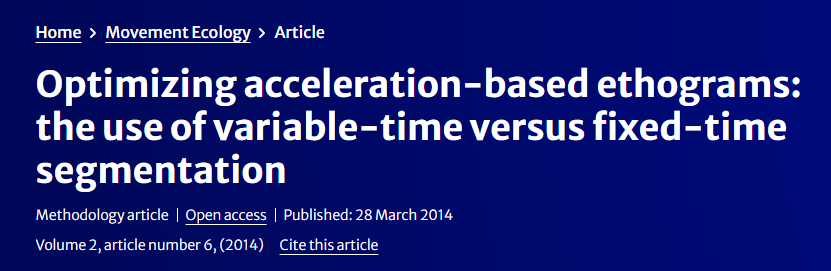 Home > Movement Ecology > Article
Optimizing acceleration-based ethograms:
the use of variable-time versus fixed-time
segmentation
Methodology article | Open access | Published: 28 March 2014
Volume 2, article number 6, (2014) Cite this article